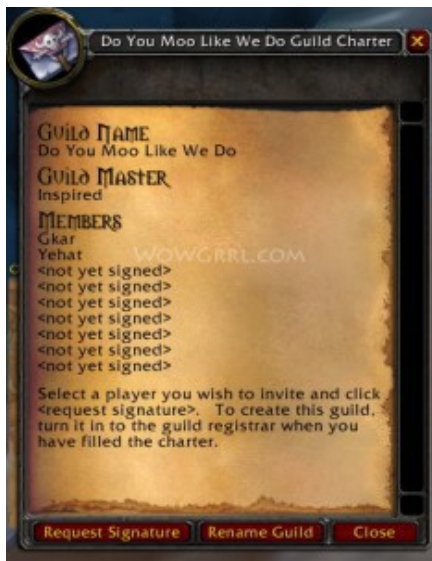 Do You Moo Like We Do Guild Charter
Guild Name
Do You Moo Like We Do
Guild Master
Inspired
Members
Gkar
Yehat
WOWGRRL.COM
<not yet signed>
<not yet signed>
<not yet signed>
<not yet signed>
<not yet signed>
<not yet signed>
<not yet signed>
Select a player you wish to invite and click
<request signature>. To create this guild,
turn it in to the guild registrar when you
have filled the charter.
Request Signature
Rename Guild
Close